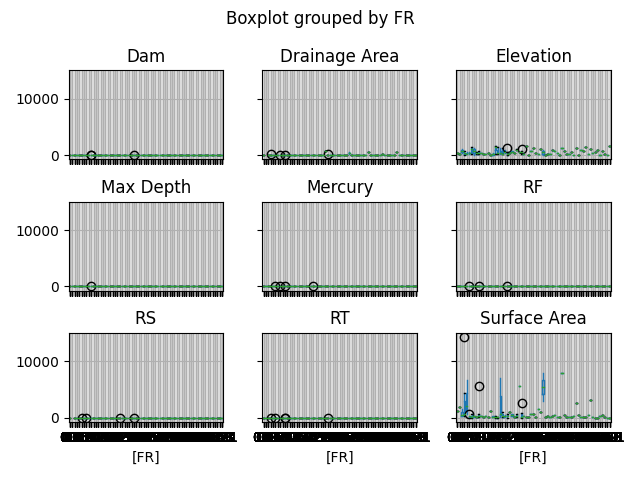 Boxplot grouped by FR
Dam Drainage Area Elevation
10000
0
Max Depth Mercury RF
10000
0
RS RT Surface Area
10000
0
[FR] [FR] [FR]